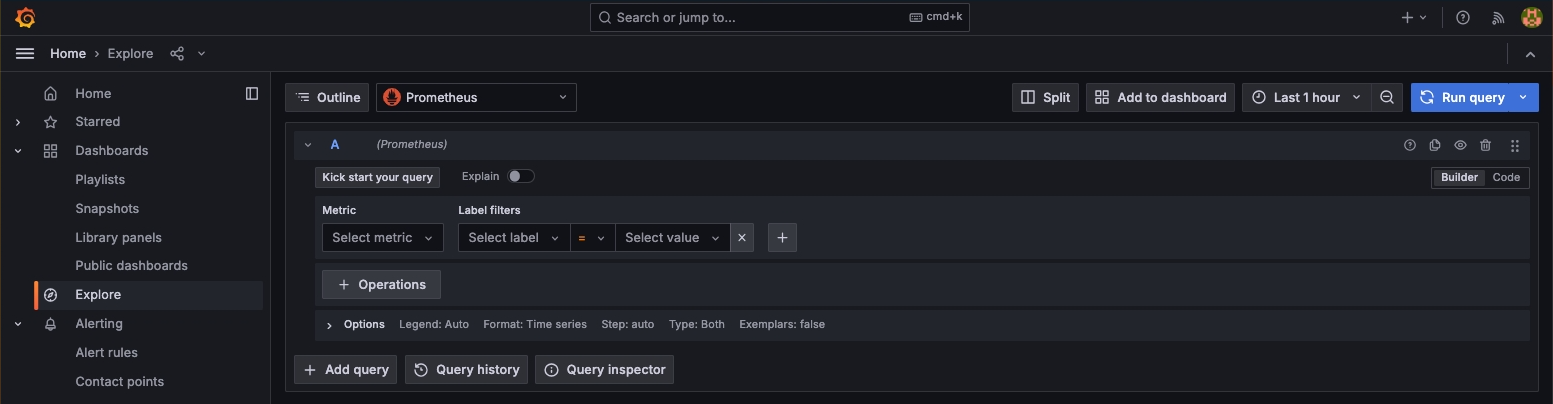 Search or jump to... cmd+k
Home › Explore
Home
Starred
Dashboards
Playlists
Snapshots
Library panels
Public dashboards
Explore
Alerting
Alert rules
Contact points
Outline Prometheus Split Add to dashboard Last 1 hour Run query
A (Prometheus)
Kick start your query Explain Builder Code
Metric Label filters
Select metric Select label = Select value
+ Operations
Options Legend: Auto Format: Time series Step: auto Type: Both Exemplars: false
+ Add query Query history Query inspector